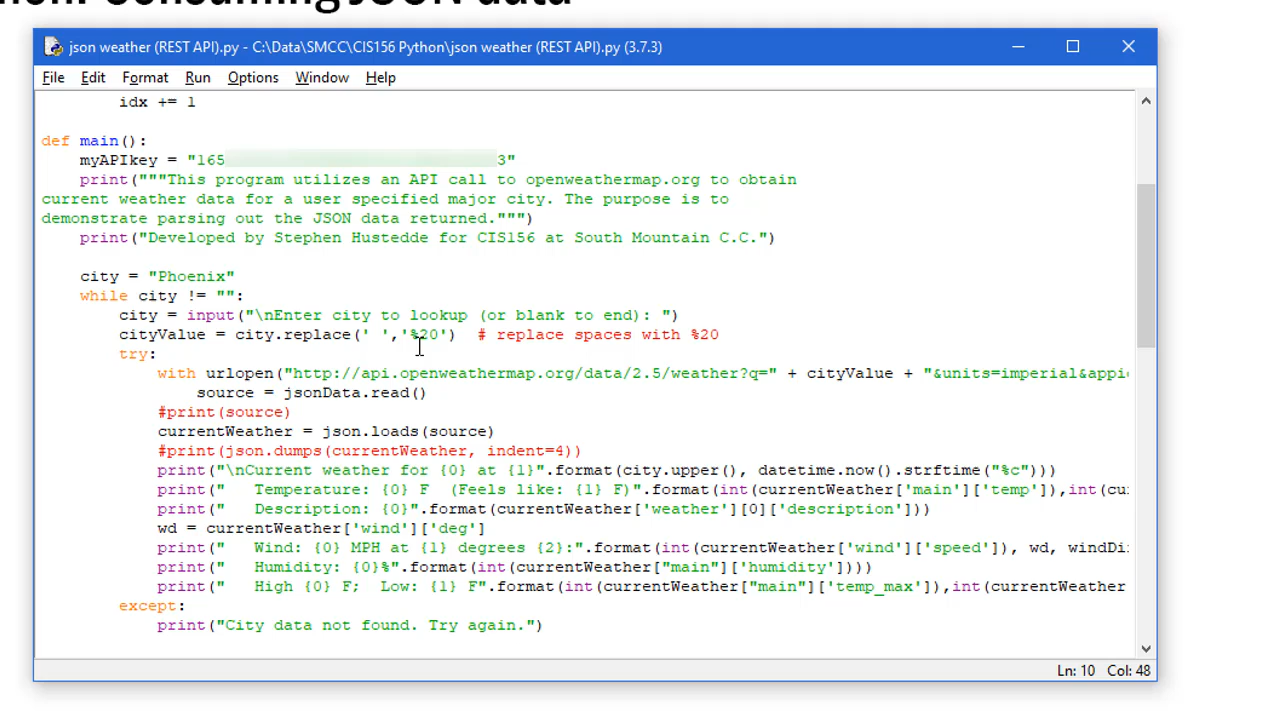 Consuming JSON data
json weather (REST API).py - C:\Data\SMCC\CIS156 Python\json weather (REST API).py (3.7.3)
File Edit Format Run Options Window Help
idx += 1
def main():
myAPIkey = "165 3"
print("""This program utilizes an API call to openweathermap.org to obtain
current weather data for a user specified major city. The purpose is to
demonstrate parsing out the JSON data returned.""")
print("Developed by Stephen Hustedde for CIS156 at South Mountain C.C.")
city = "Phoenix"
while city != "":
city = input("\nEnter city to lookup (or blank to end): ")
cityValue = city.replace(' ','%20') # replace spaces with %20
try:
with urlopen("http://api.openweathermap.org/data/2.5/weather?q=" + cityValue + "&units=imperial&appi
source = jsonData.read()
#print(source)
currentWeather = json.loads(source)
#print(json.dumps(currentWeather, indent=4))
print("\nCurrent weather for {0} at {1}".format(city.upper(), datetime.now().strftime("%c")))
print("   Temperature: {0} F  (Feels like: {1} F)".format(int(currentWeather['main']['temp']),int(cu
print("   Description: {0}".format(currentWeather['weather'][0]['description']))
wd = currentWeather['wind']['deg']
print("   Wind: {0} MPH at {1} degrees {2}:".format(int(currentWeather['wind']['speed']), wd, windDi
print("   Humidity: {0}%".format(int(currentWeather["main"]['humidity'])))
print("   High {0} F;  Low: {1} F".format(int(currentWeather["main"]['temp_max']),int(currentWeather
except:
print("City data not found. Try again.")
Ln: 10 Col: 48